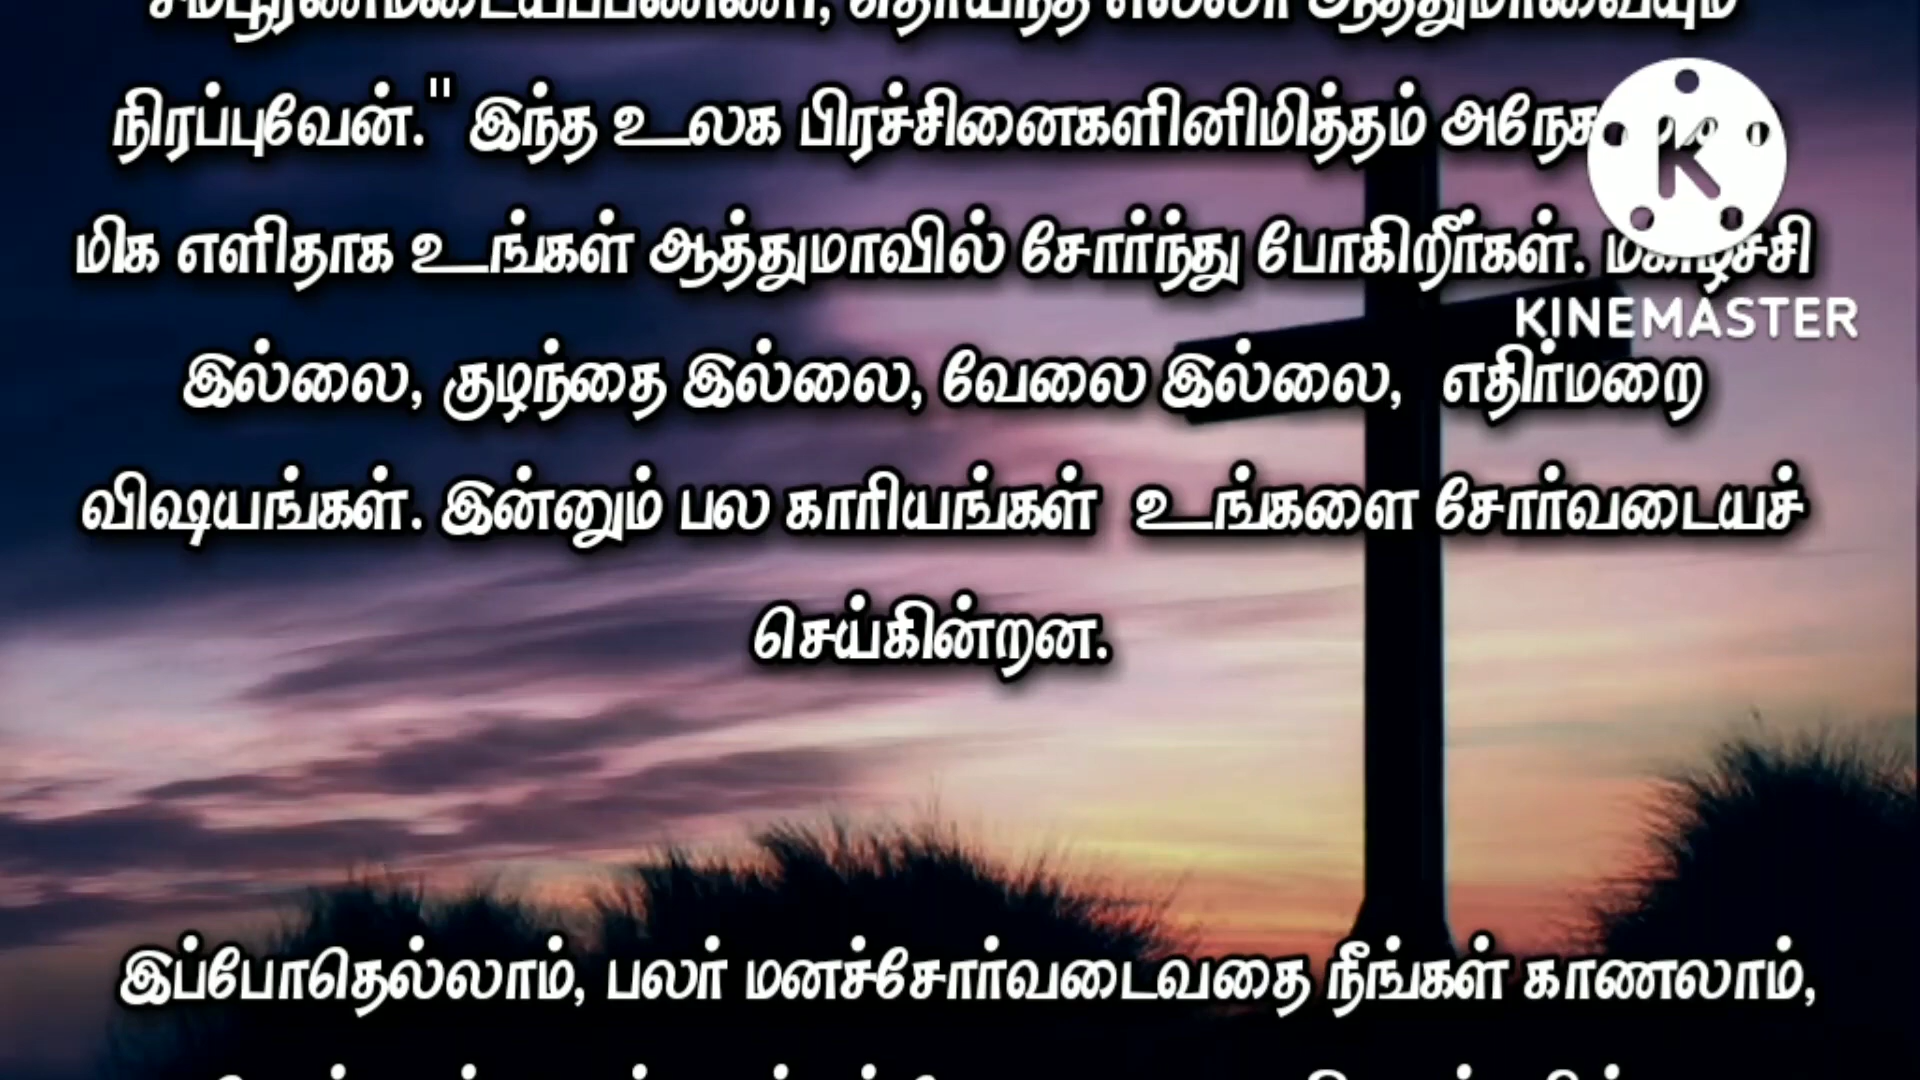 நிரப்புவேன்." இந்த உலக பிரச்சினைகளினிமித்தம்
மிக எளிதாக உங்கள் ஆத்துமாவில் சோர்ந்து போகிறீர்கள். மகிழ்ச்சி
KINEMASTER
இல்லை, குழந்தை இல்லை, வேலை இல்லை, எதிர்மறை
விஷயங்கள். இன்னும் பல காரியங்கள் உங்களை சோர்வடையச்
செய்கின்றன.
இப்போதெல்லாம், பலர் மனச்சோர்வடைவதை நீங்கள் காணலாம்,